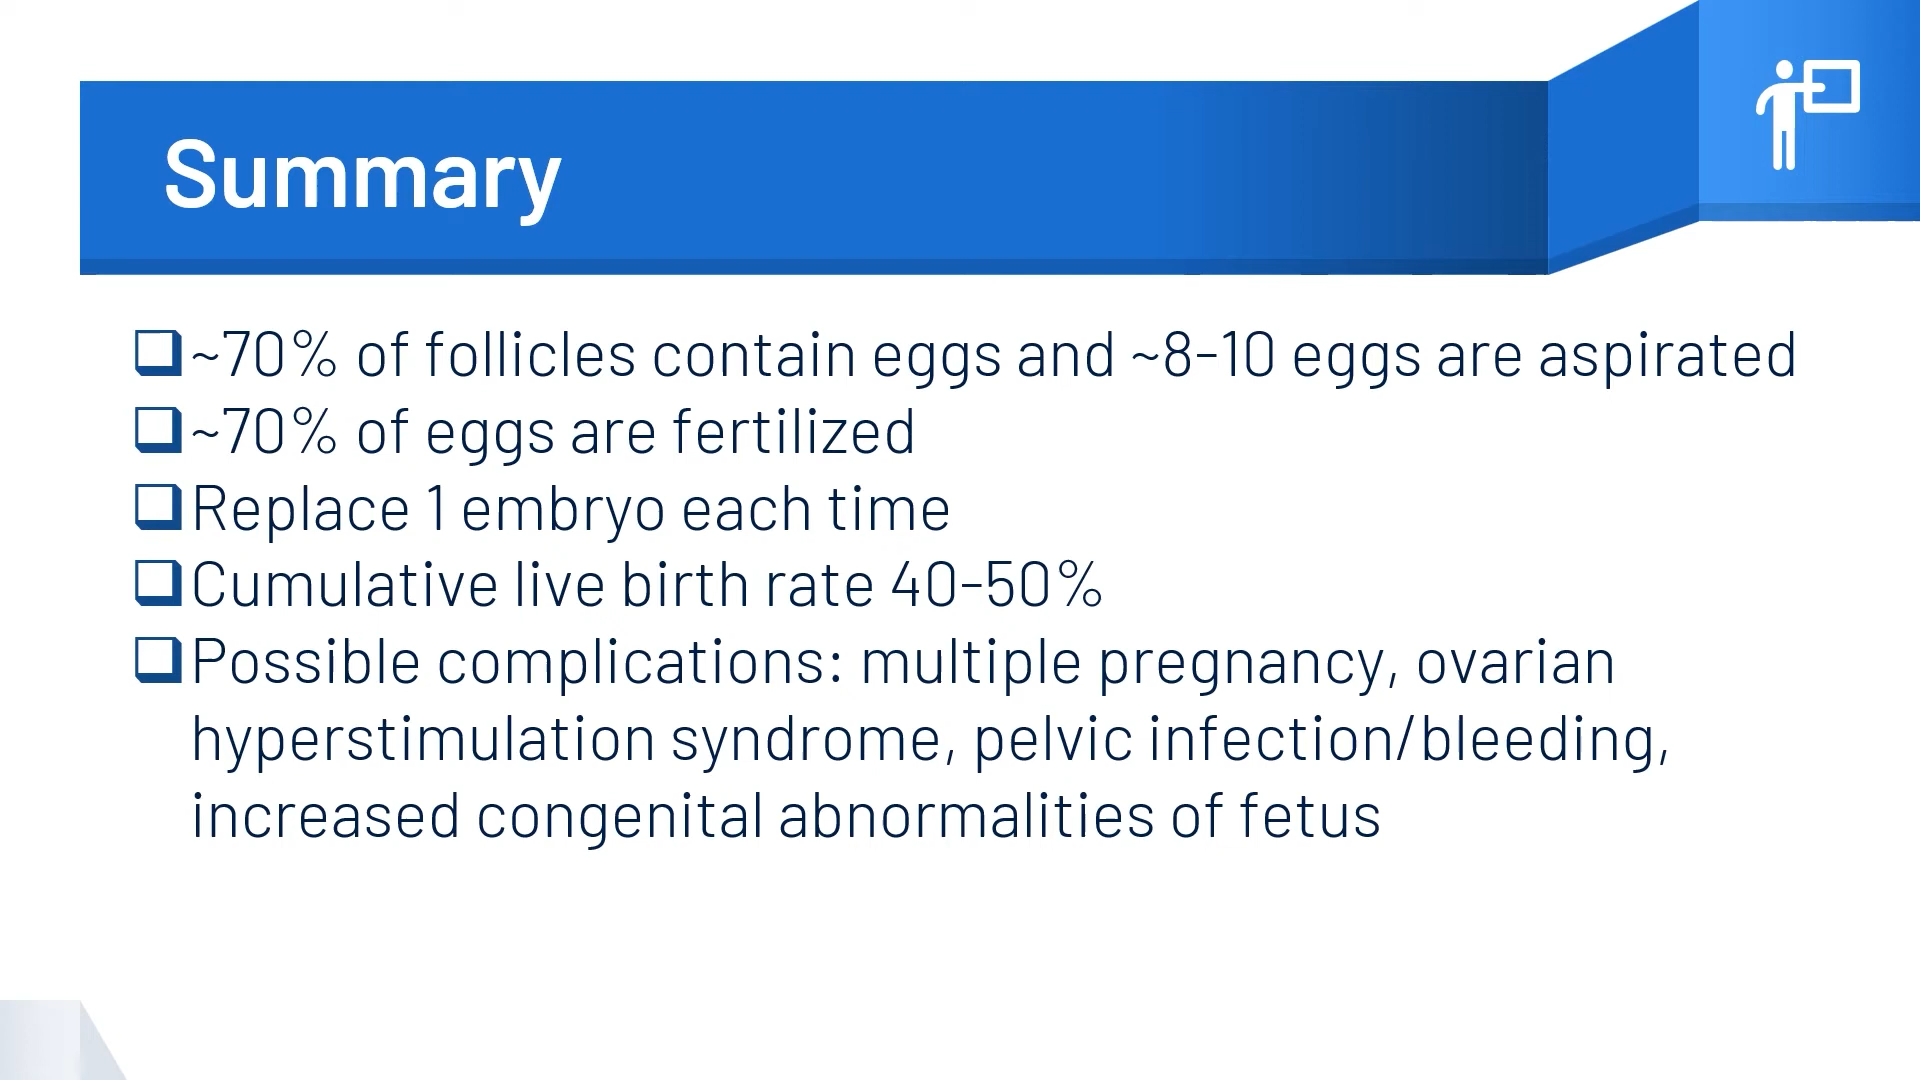 Summary
~70% of follicles contain eggs and ~8-10 eggs are aspirated
~70% of eggs are fertilized
Replace 1 embryo each time
Cumulative live birth rate 40-50%
Possible complications: multiple pregnancy, ovarian
hyperstimulation syndrome, pelvic infection/bleeding,
increased congenital abnormalities of fetus